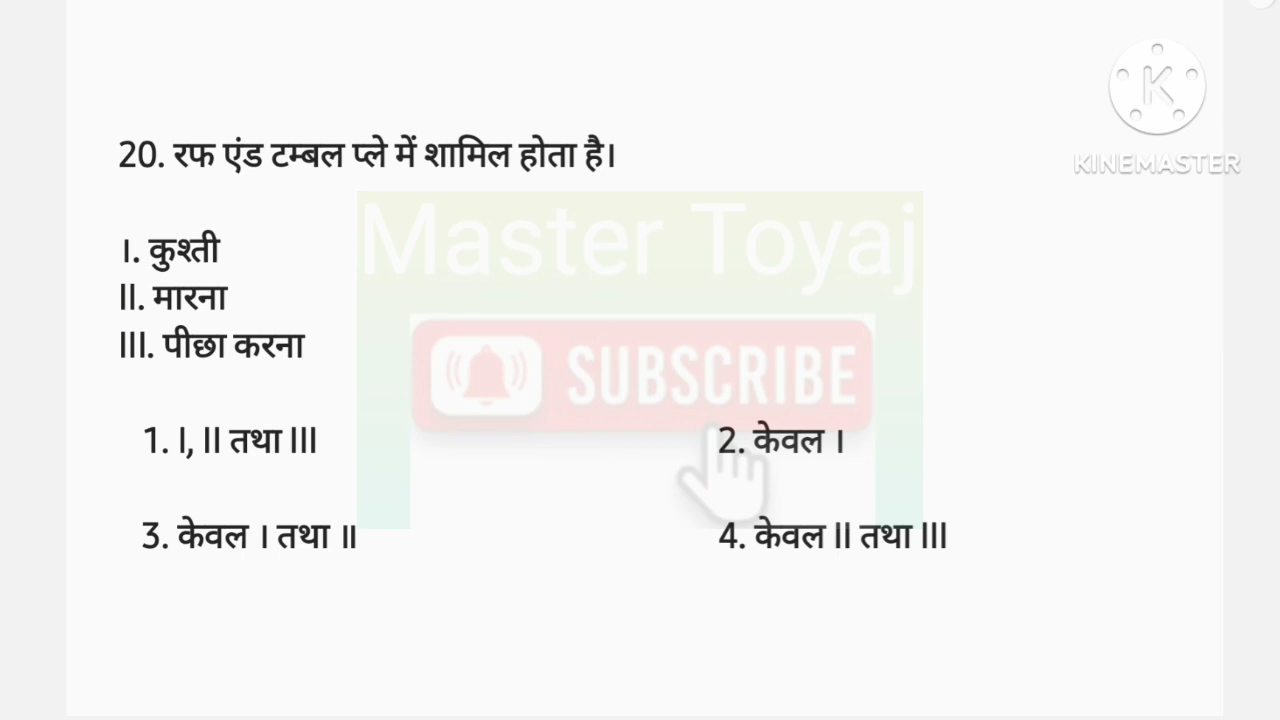 K
KINEMASTER
20. रफ एंड टम्बल प्ले में शामिल होता है।
Master Toyaj
I. कुश्ती
II. मारना
III. पीछा करना
SUBSCRIBE
1. I, II तथा III
2. केवल ।
3. केवल । तथा ॥
4. केवल II तथा III